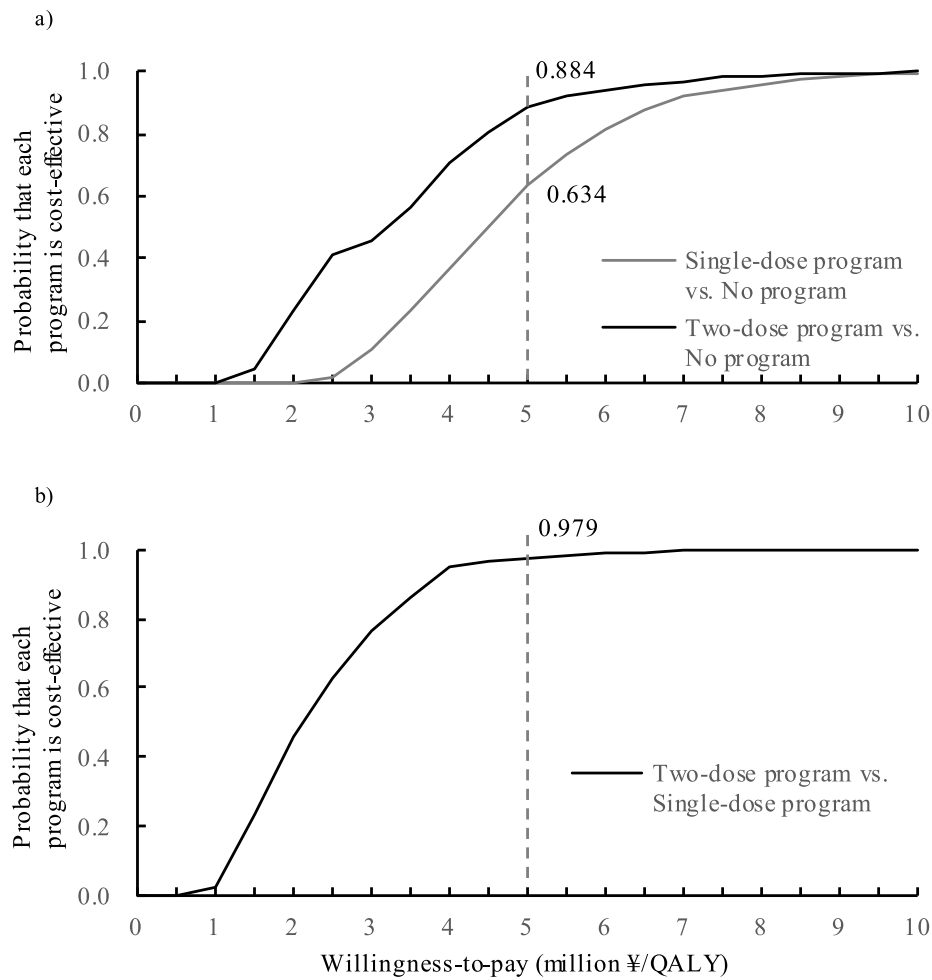 a)
0.884
1.0
0.8
0.6
0.4
0.2
0.0
Probability that each
program is cost-effective
0.634
Single-dose program
vs. No program
Two-dose program vs.
No program
0 1 2 3 4 5 6 7 8 9 10
b)
0.979
1.0
0.8
0.6
0.4
0.2
0.0
Probability that each
program is cost-effective
Two-dose program vs.
Single-dose program
0 1 2 3 4 5 6 7 8 9 10
Willingness-to-pay (million ¥/QALY)